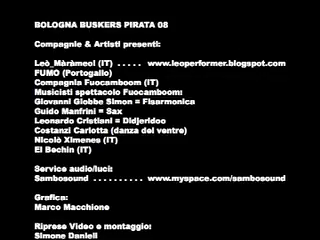 BOLOGNA BUSKERS PIRATA 08
Compagnie & Artisti presenti:
Leò_Màràmeo! (IT) ..... www.leoperformer.blogspot.com
FUMO (Portogallo)
Compagnia Fuocamboom (IT)
Musicisti spettacolo Fuocamboom:
Giovanni Giobbe Simon = Fisarmonica
Guido Manfrini = Sax
Leonardo Cristiani = Didjeridoo
Costanzi Carlotta (danza del ventre)
Nicolò Ximenes (IT)
El Bechin (IT)
Service audio/luci:
Sambosound .......... www.myspace.com/sambosound
Grafica:
Marco Macchione
Riprese Video e montaggio:
Simone Danieli